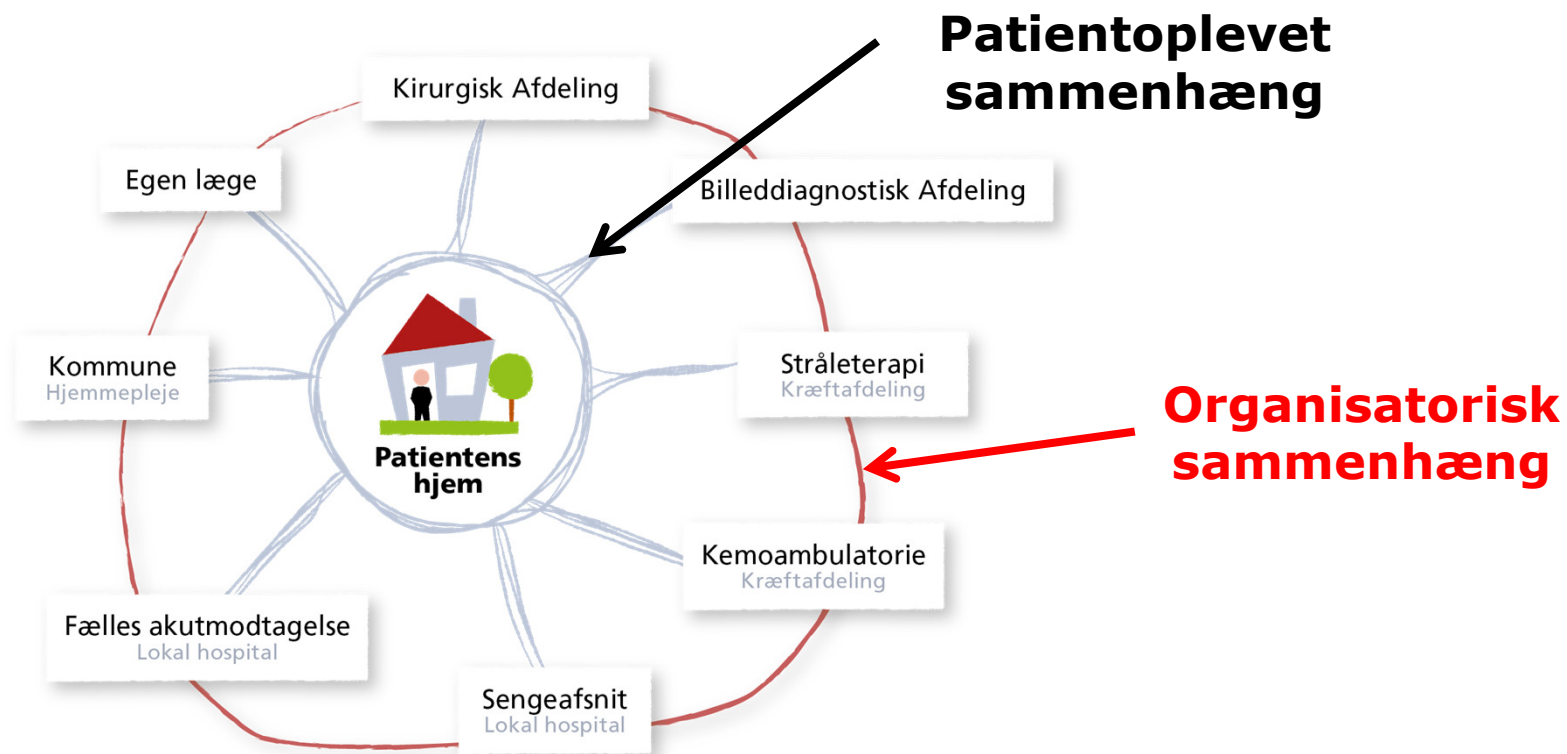 Patientoplevet
sammenhæng
Kirurgisk Afdeling
Egen læge
Billeddiagnostisk Afdeling
Kommune
Hjemmepleje
Stråleterapi
Kræftafdeling
Organisatorisk
sammenhæng
Patientens
hjem
Kemoambulatorie
Kræftafdeling
Fælles akutmodtagelse
Lokal hospital
Sengeafsnit
Lokal hospital